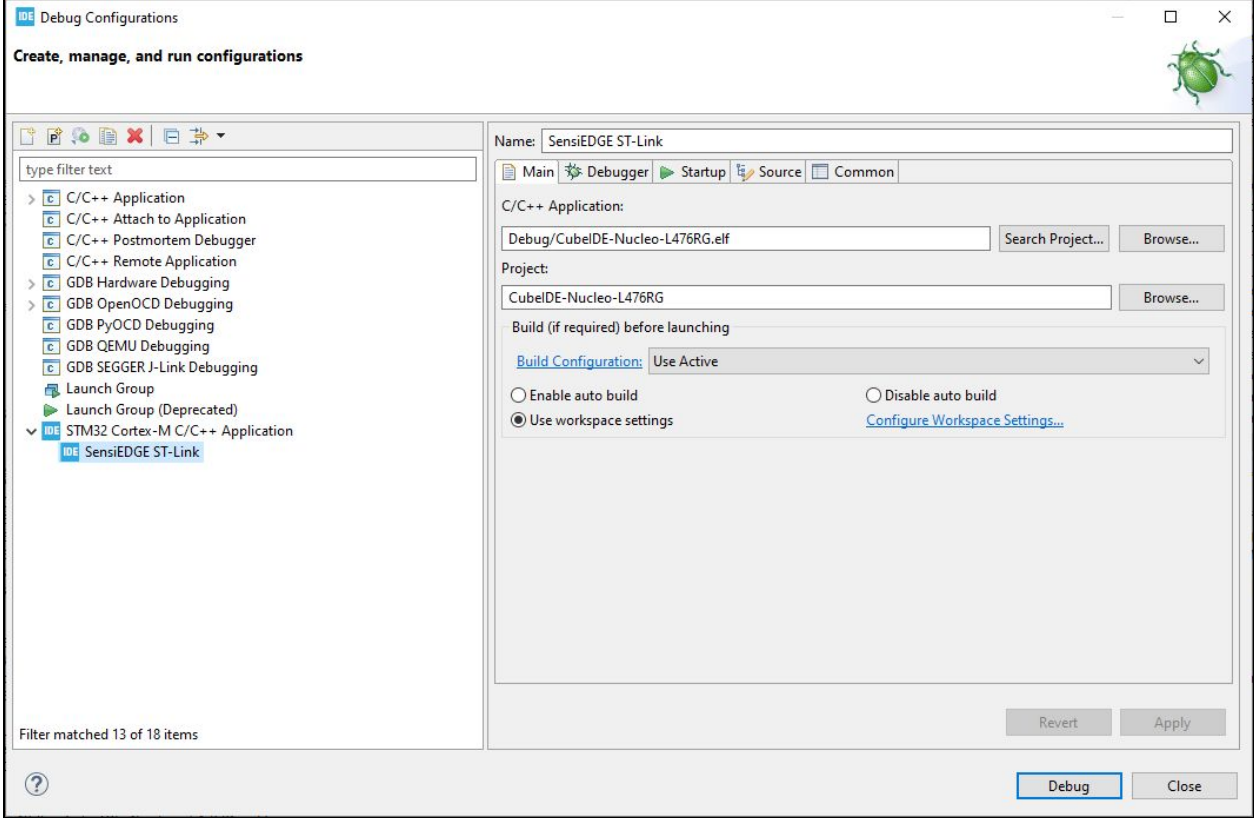 IDE Debug Configurations
Create, manage, and run configurations
type filter text
C/C++ Application
C/C++ Attach to Application
C/C++ Postmortem Debugger
C/C++ Remote Application
GDB Hardware Debugging
GDB OpenOCD Debugging
GDB PyOCD Debugging
GDB QEMU Debugging
GDB SEGGER J-Link Debugging
Launch Group
Launch Group (Deprecated)
IDE STM32 Cortex-M C/C++ Application
IDE SensiEDGE ST-Link
Filter matched 13 of 18 items
Name: SensiEDGE ST-Link
Main Debugger Startup Source Common
C/C++ Application:
Debug/CubeIDE-Nucleo-L476RG.elf Search Project... Browse...
Project:
CubeIDE-Nucleo-L476RG Browse...
Build (if required) before launching
Build Configuration: Use Active
Enable auto build Disable auto build
Use workspace settings Configure Workspace Settings...
Revert Apply
Debug Close